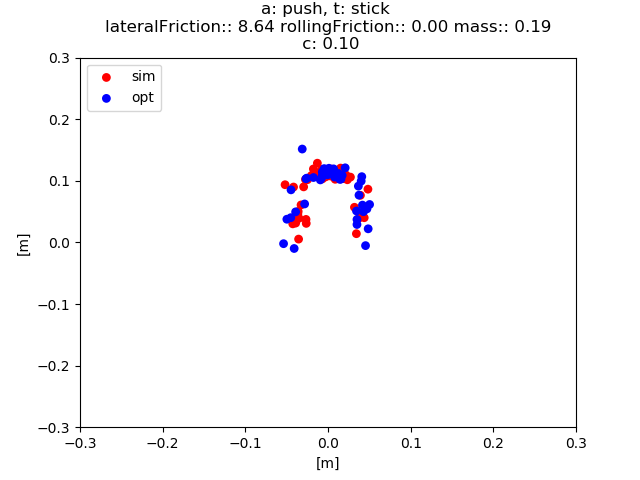 a: push, t: stick
lateralFriction:: 8.64 rollingFriction:: 0.00 mass:: 0.19
c: 0.10
sim
opt
0.3
0.2
0.1
0.0
−0.1
−0.2
−0.3
[m]
−0.3
−0.2
−0.1
0.0
0.1
0.2
0.3
[m]